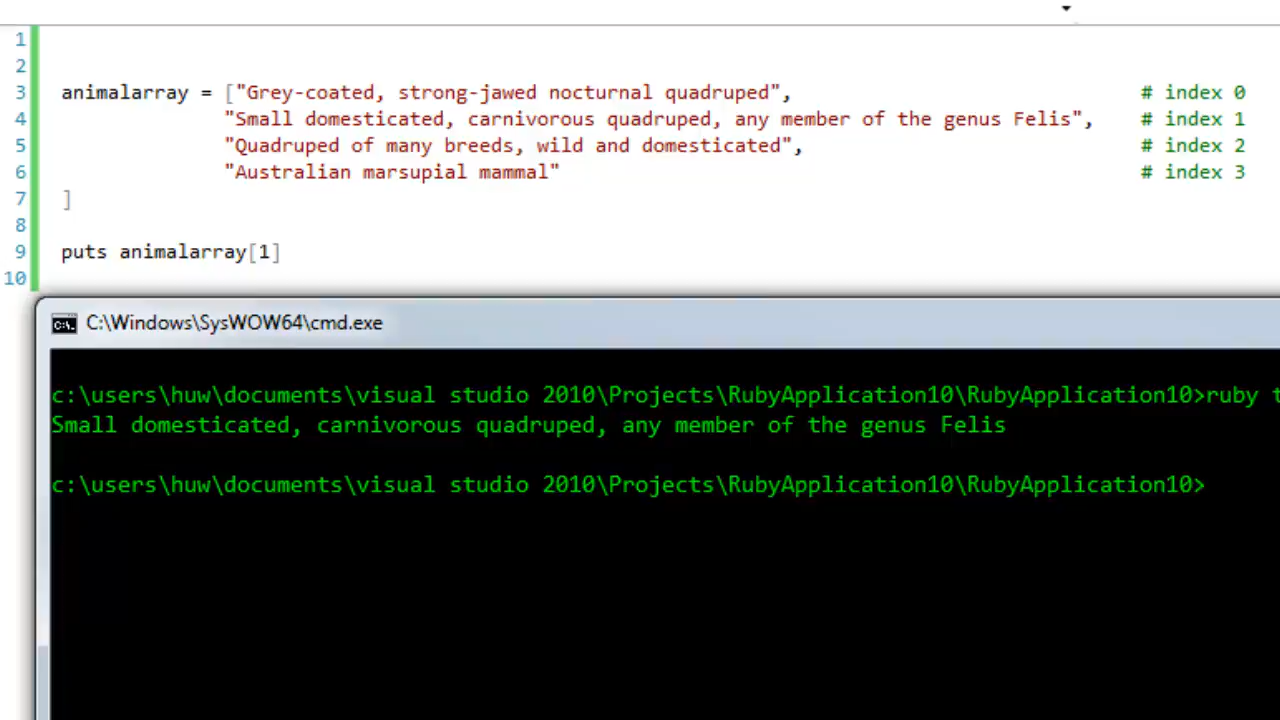 1
2
3 animalarray = ["Grey-coated, strong-jawed nocturnal quadruped", # index 0
4 "Small domesticated, carnivorous quadruped, any member of the genus Felis", # index 1
5 "Quadruped of many breeds, wild and domesticated", # index 2
6 "Australian marsupial mammal" # index 3
7 ]
8
9 puts animalarray[1]
10
C:\Windows\SysWOW64\cmd.exe
c:\users\huw\documents\visual studio 2010\Projects\RubyApplication10\RubyApplication10>ruby
Small domesticated, carnivorous quadruped, any member of the genus Felis
c:\users\huw\documents\visual studio 2010\Projects\RubyApplication10\RubyApplication10>